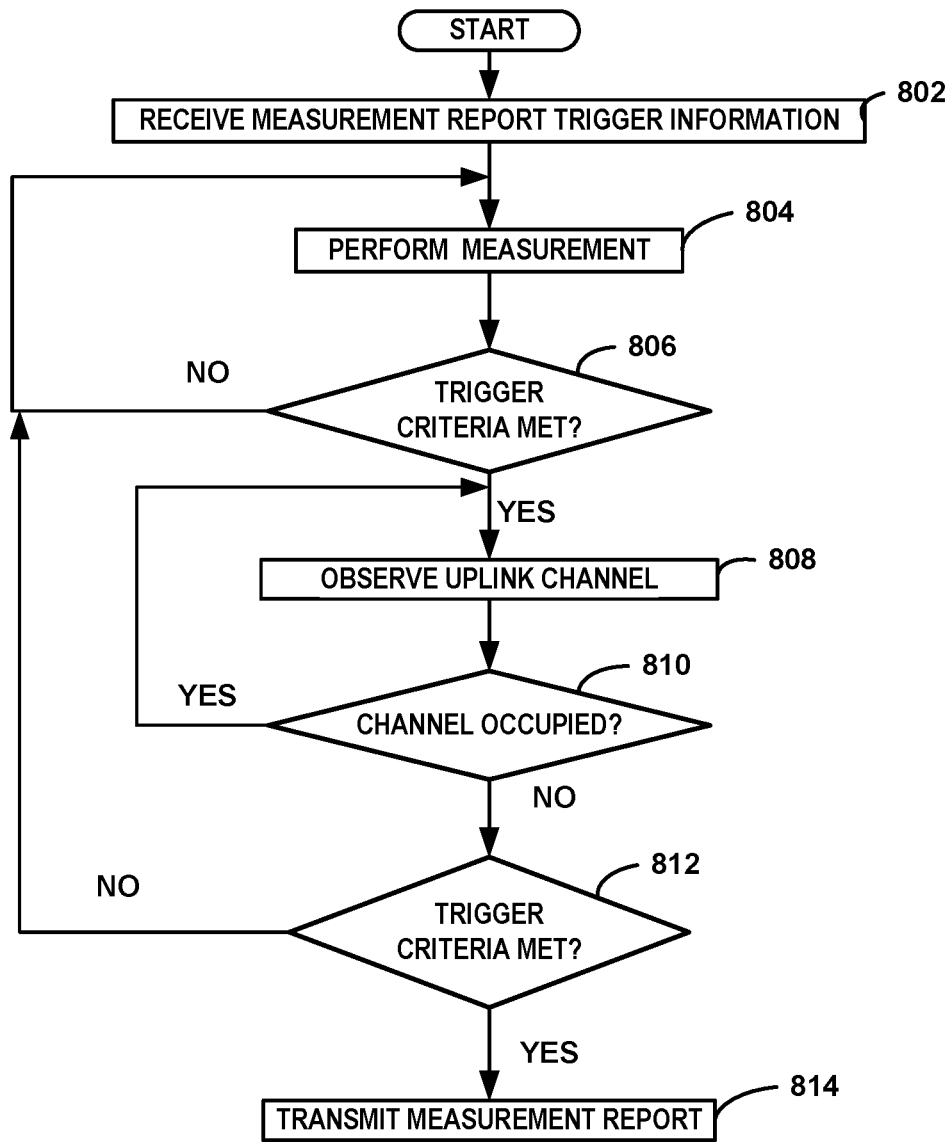 START
802
RECEIVE MEASUREMENT REPORT TRIGGER INFORMATION
804
PERFORM MEASUREMENT
806
NO
TRIGGER
CRITERIA MET?
YES
808
OBSERVE UPLINK CHANNEL
810
YES
CHANNEL OCCUPIED?
NO
812
NO
TRIGGER
CRITERIA MET?
YES
814
TRANSMIT MEASUREMENT REPORT